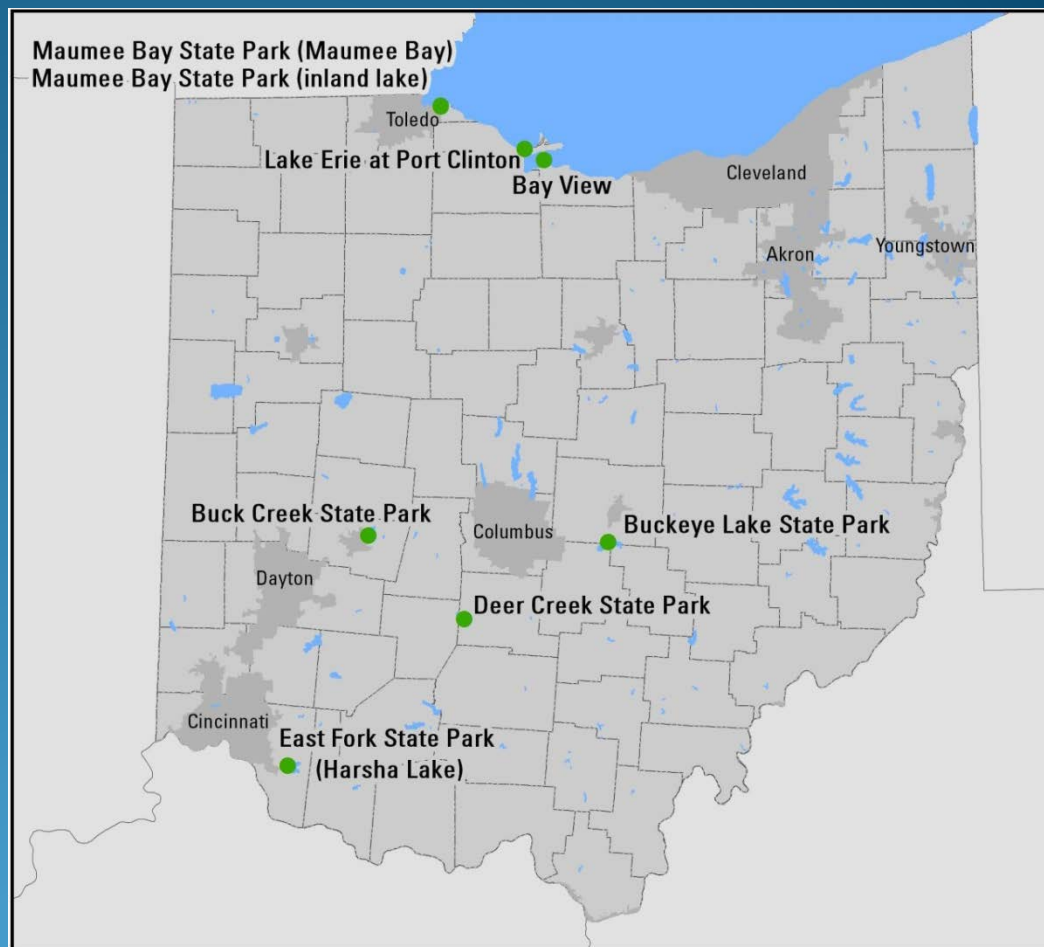 Maumee Bay State Park (Maumee Bay)
Maumee Bay State Park (inland lake)
Toledo
Lake Erie at Port Clinton
Bay View
Cleveland
Akron
Youngstown
Buck Creek State Park
Columbus
Buckeye Lake State Park
Dayton
Deer Creek State Park
Cincinnati
East Fork State Park
(Harsha Lake)